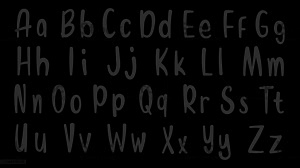 Aa Bb Cc Dd Ee Ff Gg
Hh Ii Jj Kk Ll Mm
Nn Oo Pp Qq Rr Ss Tt
Uu Vv Ww Xx Yy Zz